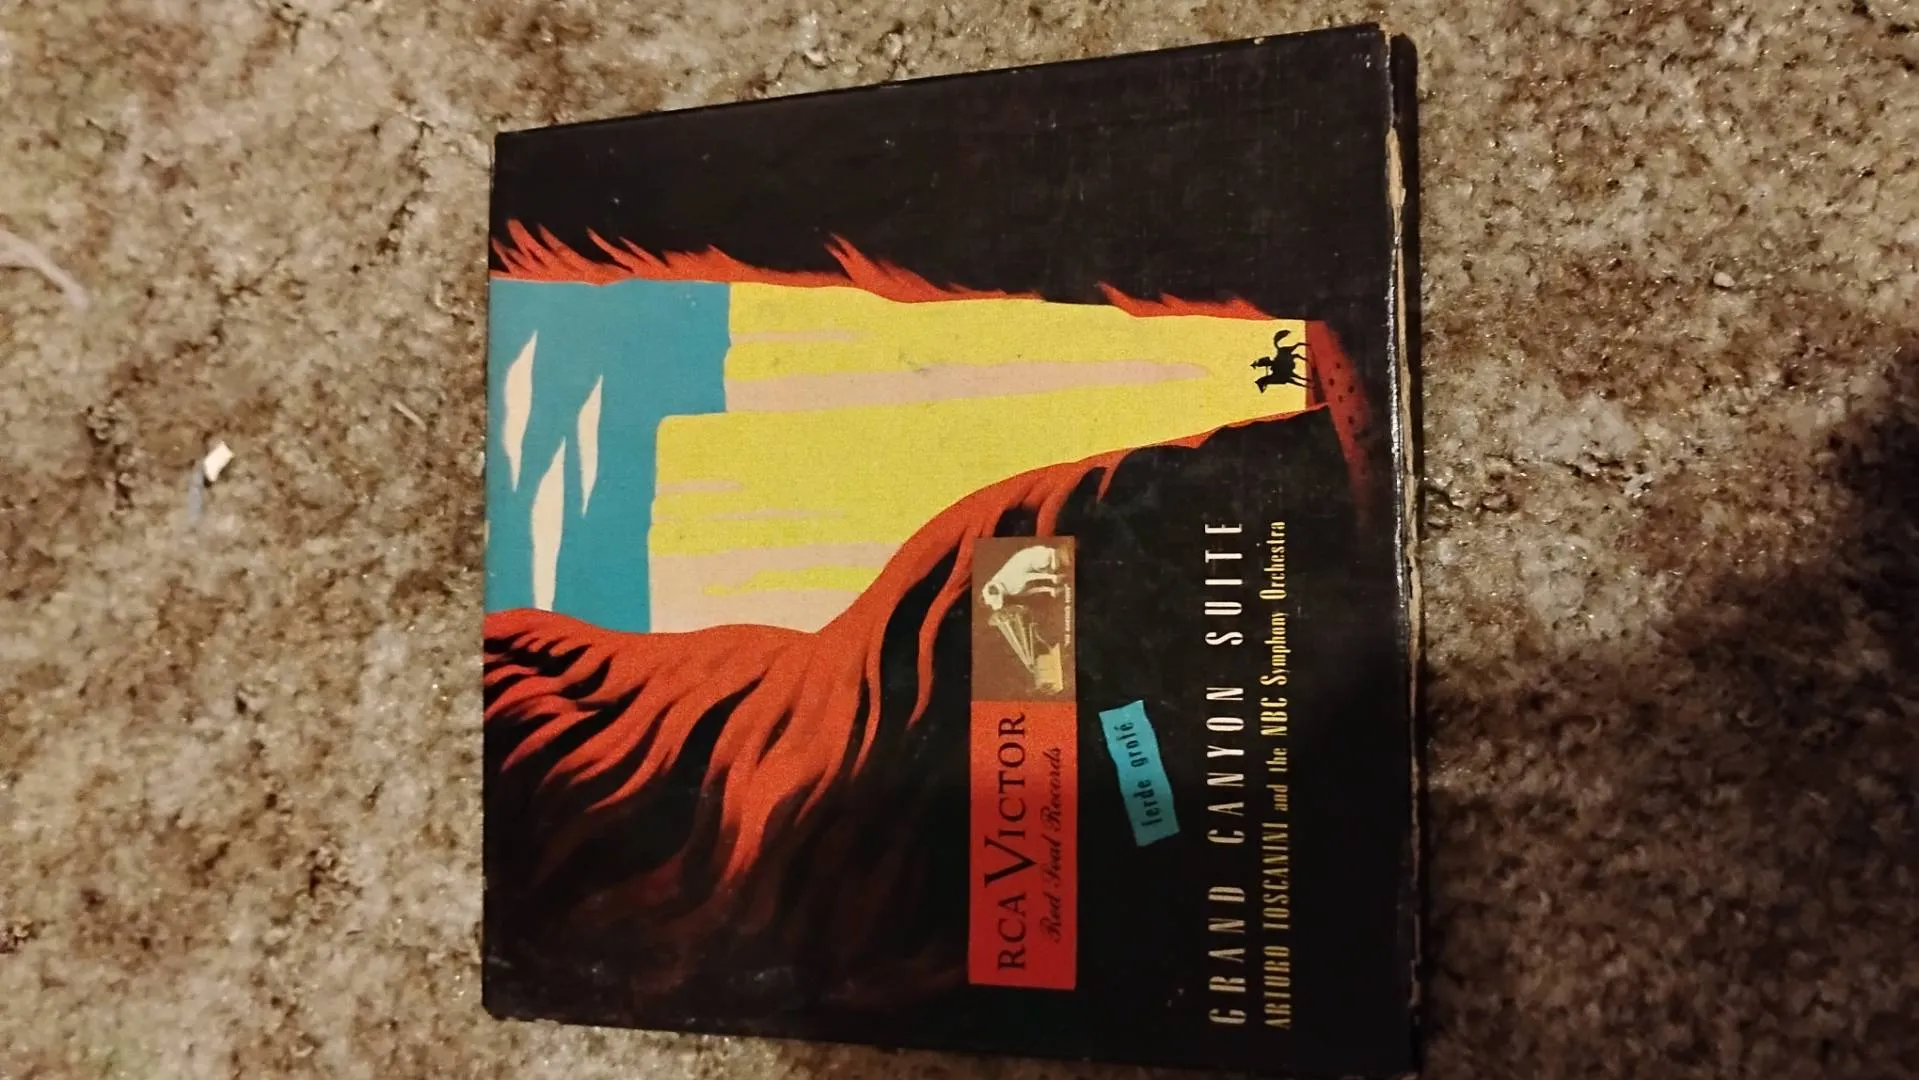 RCA VICTOR
Red Seal Records
ferde grofé
GRAND CANYON SUITE
ARTURO TOSCANINI and the NBC Symphony Orchestra